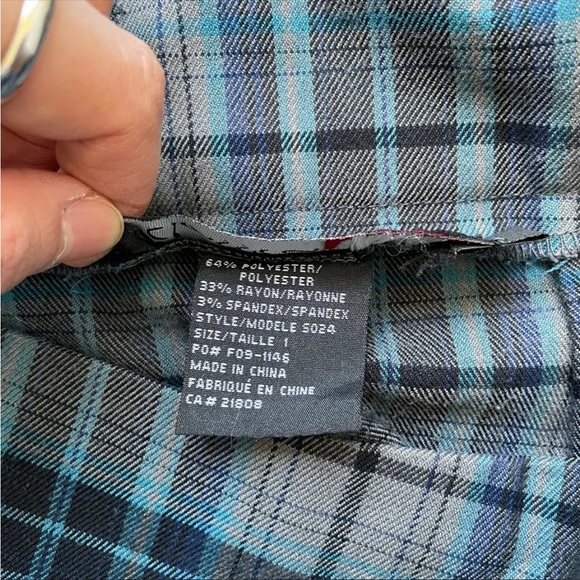 64% POLYESTER/
POLYESTER
33% RAYON/RAYONNE
3% SPANDEX/SPANDEX
STYLE/MODELE S024
SIZE/TAILLE 1
PO# F09-1146
MADE IN CHINA
FABRIQUÉ EN CHINE
CA# 21808